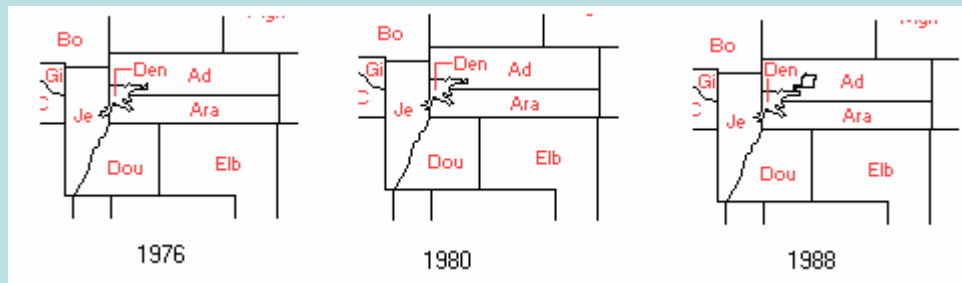 Bo
Gi
Den
Ad
Je
Ara
Dou
Elb
1976
Bo
Gi
Den
Ad
Je
Ara
Dou
Elb
1980
Bo
Gi
Den
Ad
Je
Ara
Dou
Elb
1988